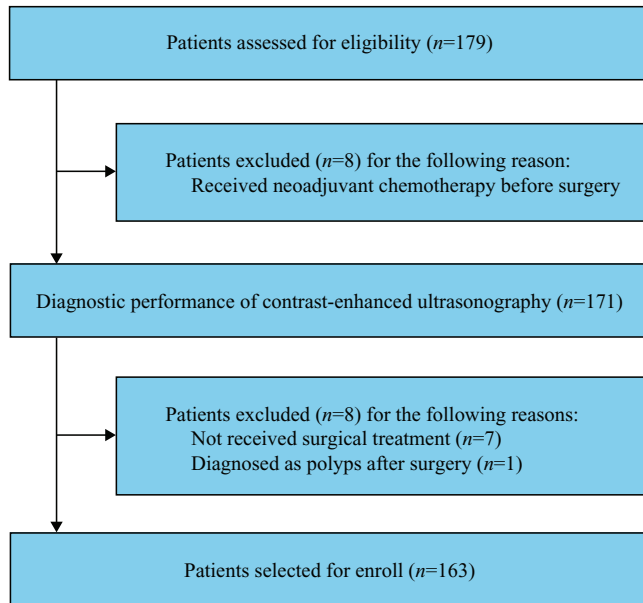 Patients assessed for eligibility (n=179)
Patients excluded (n=8) for the following reason:
Received neoadjuvant chemotherapy before surgery
Diagnostic performance of contrast-enhanced ultrasonography (n=171)
Patients excluded (n=8) for the following reasons:
Not received surgical treatment (n=7)
Diagnosed as polyps after surgery (n=1)
Patients selected for enroll (n=163)